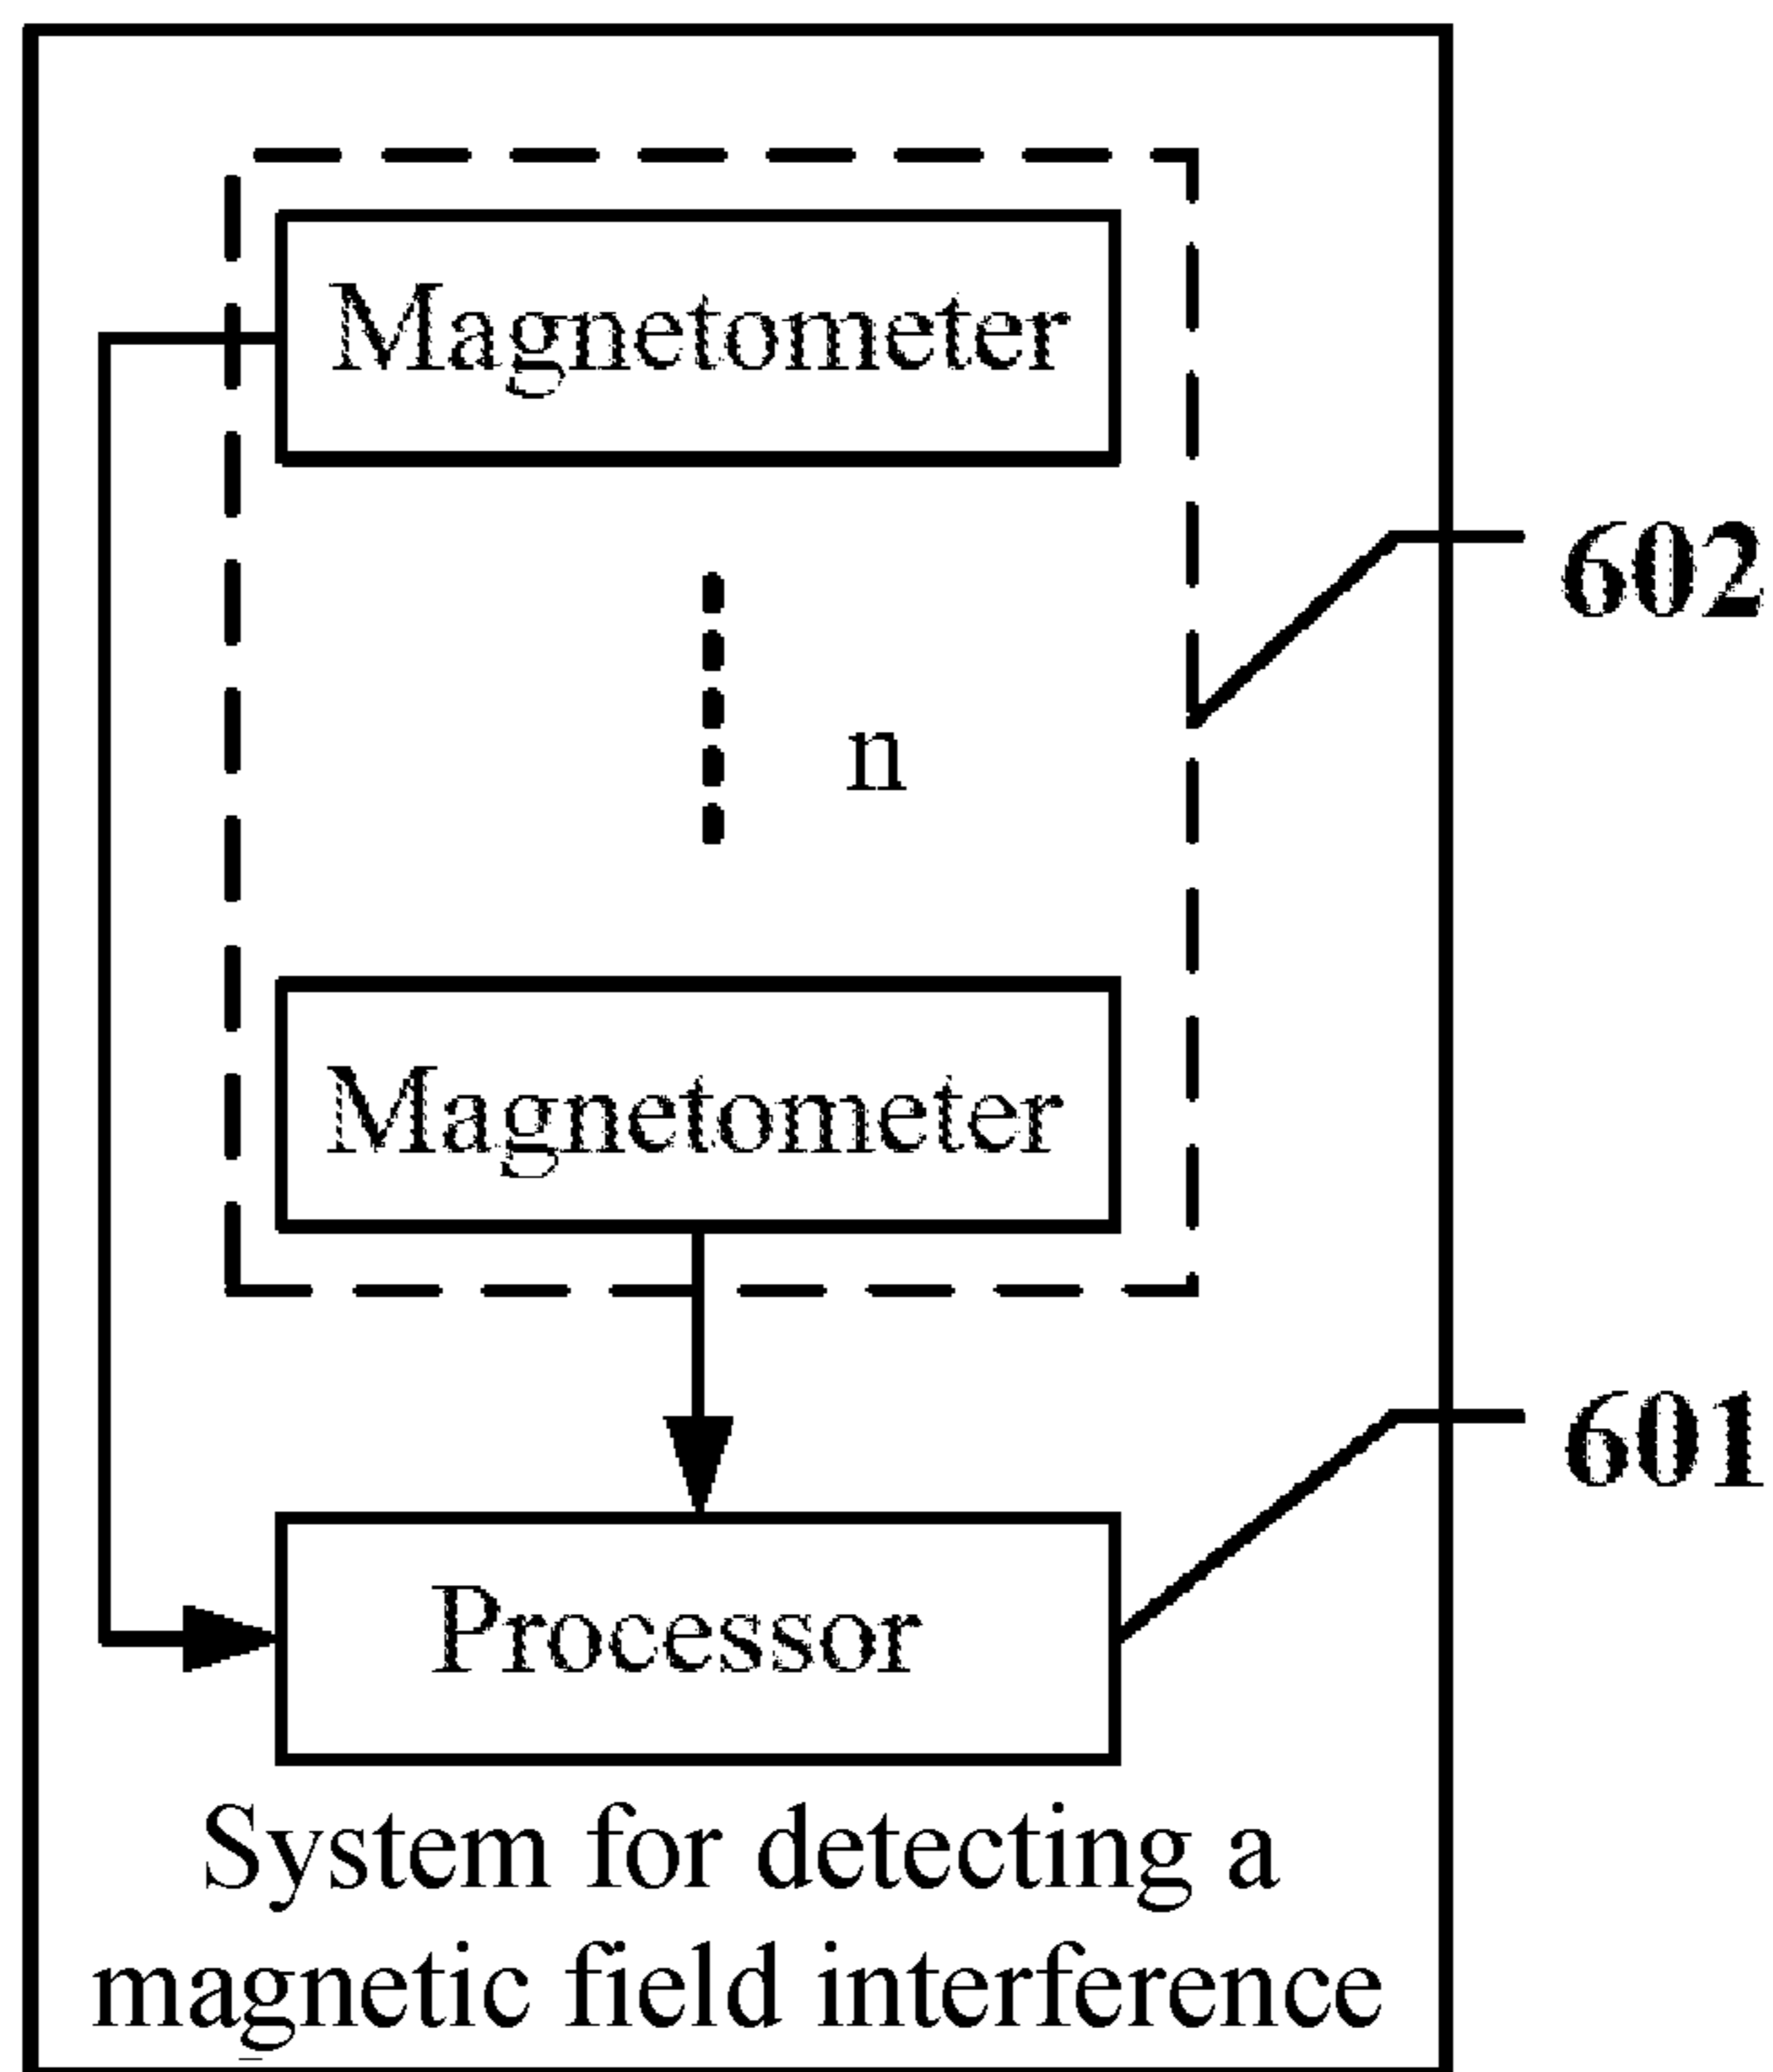 Magnetometer
602
n
Magnetometer
601
Processor
System for detecting a
magnetic field interference